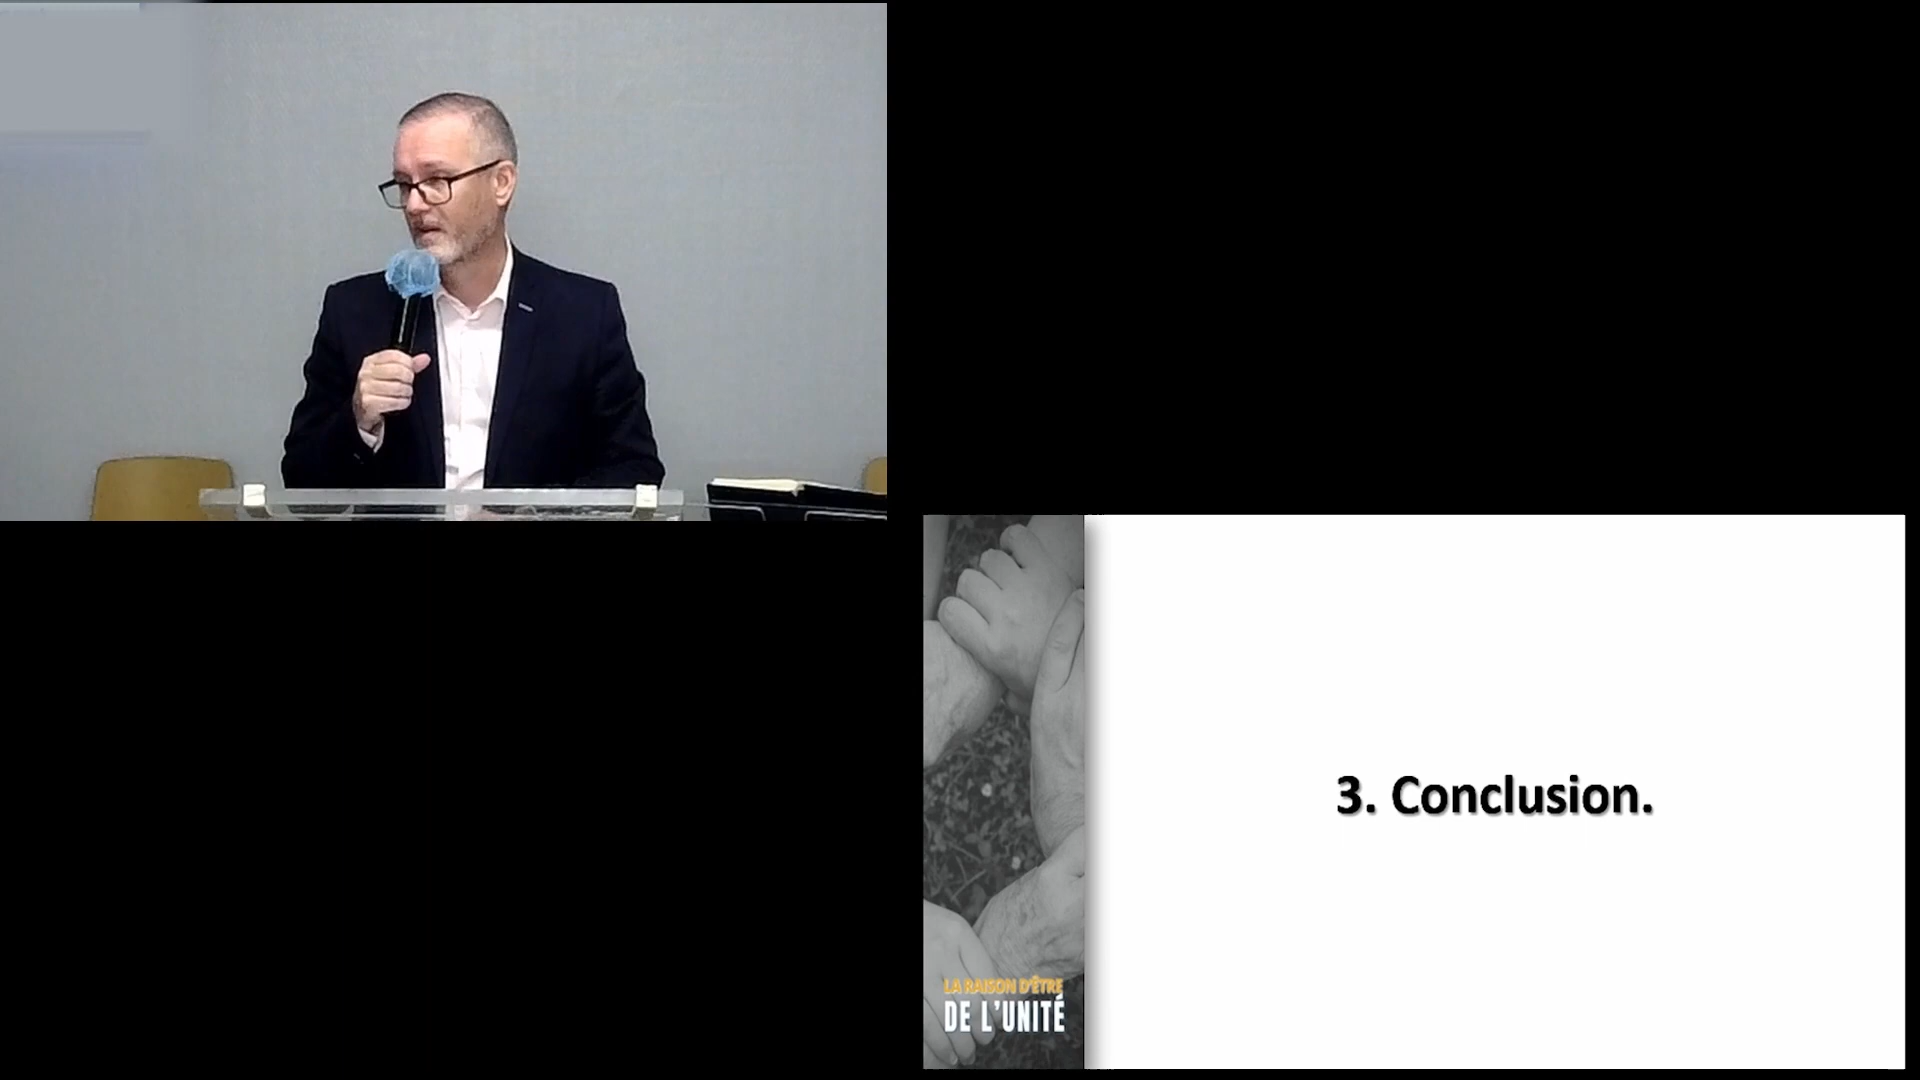 3. Conclusion.
LA RAISON D'ÊTRE
DE L'UNITÉ